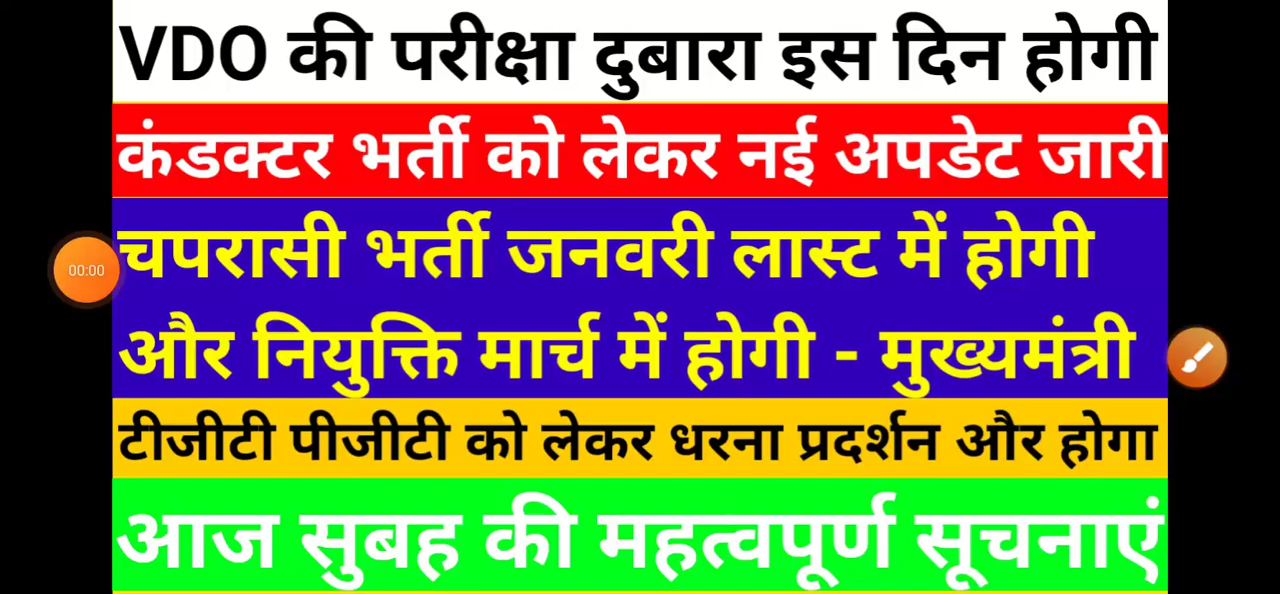 VDO की परीक्षा दुबारा इस दिन होगी
कंडक्टर भर्ती को लेकर नई अपडेट जारी
00:00
चपरासी भर्ती जनवरी लास्ट में होगी
और नियुक्ति मार्च में होगी - मुख्यमंत्री
टीजीटी पीजीटी को लेकर धरना प्रदर्शन और होगा
आज सुबह की महत्वपूर्ण सूचनाएं